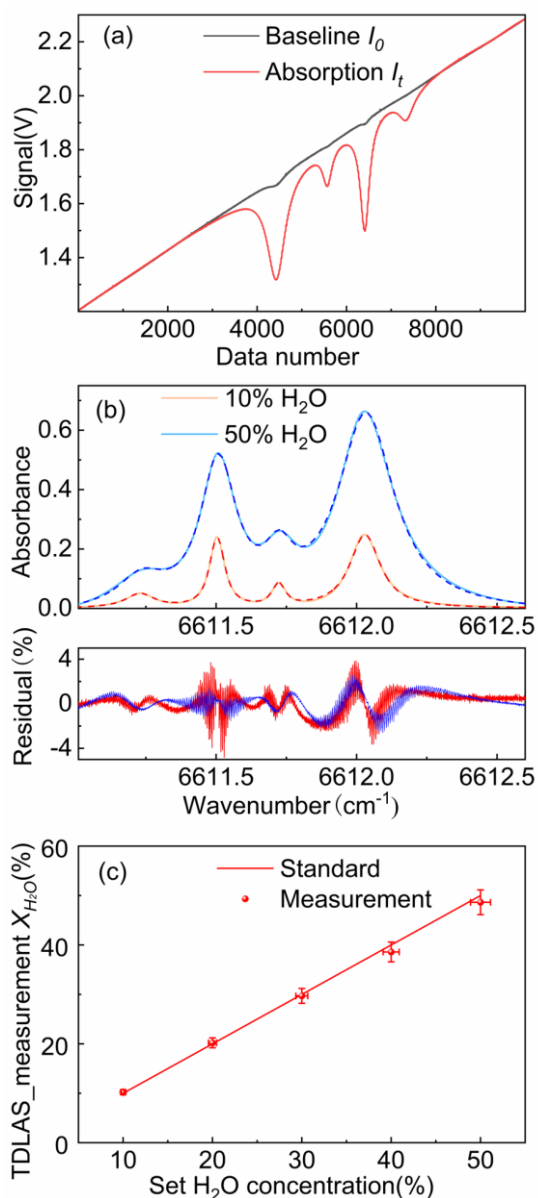 (a)
Baseline I₀
Absorption Iₜ
Signal(V)
2.2
2.0
1.8
1.6
1.4
2000 4000 6000 8000
Data number
(b)
10% H₂O
50% H₂O
Absorbance
0.6
0.4
0.2
0.0
6611.5 6612.0 6612.5
Residual (%)
4
0
-4
6611.5 6612.0 6612.5
Wavenumber (cm⁻¹)
(c)
Standard
Measurement
TDLAS_measurement X_H₂O(%)
60
40
20
0
10 20 30 40 50
Set H₂O concentration(%)